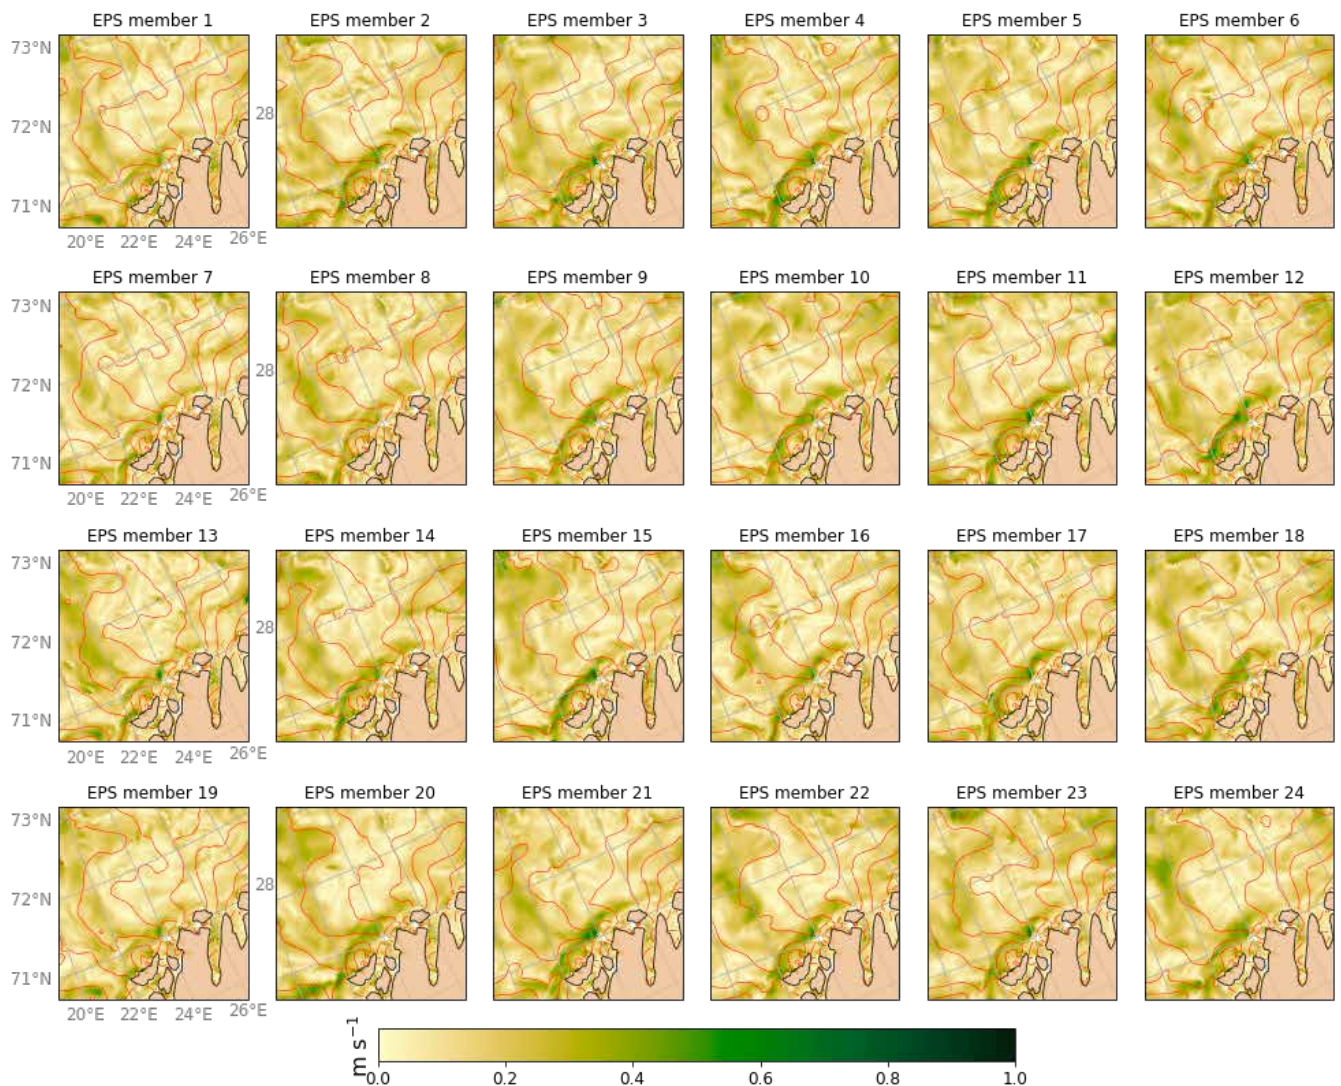 EPS member 1 EPS member 2 EPS member 3 EPS member 4 EPS member 5 EPS member 6
73°N
72°N 28
71°N
20°E 22°E 24°E 26°E
EPS member 7 EPS member 8 EPS member 9 EPS member 10 EPS member 11 EPS member 12
73°N
72°N 28
71°N
20°E 22°E 24°E 26°E
EPS member 13 EPS member 14 EPS member 15 EPS member 16 EPS member 17 EPS member 18
73°N
72°N 28
71°N
20°E 22°E 24°E 26°E
EPS member 19 EPS member 20 EPS member 21 EPS member 22 EPS member 23 EPS member 24
73°N
72°N 28
71°N
20°E 22°E 24°E 26°E
m s⁻¹
0.0 0.2 0.4 0.6 0.8 1.0